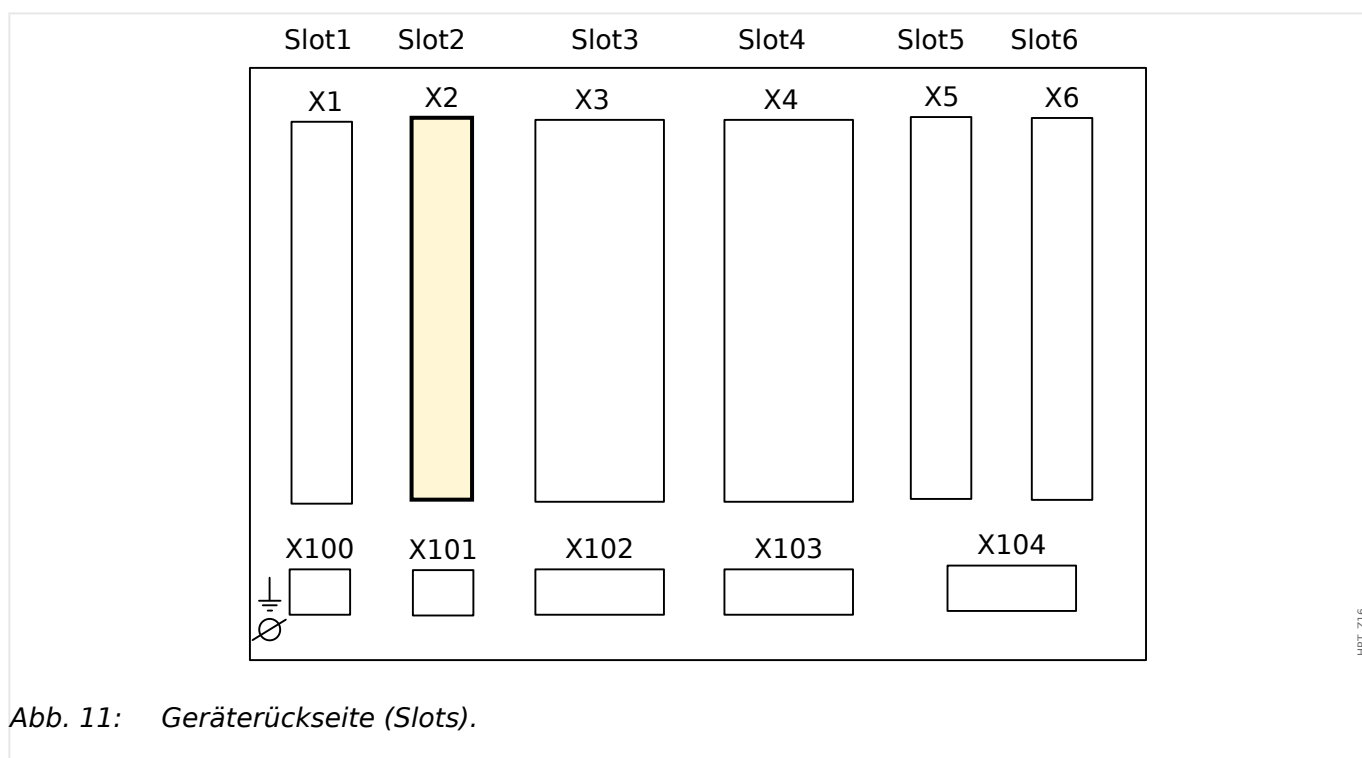 Slot1 Slot2 Slot3 Slot4 Slot5 Slot6
X1 X2 X3 X4 X5 X6
X100 X101 X102 X103 X104
Abb. 11: Geräterückseite (Slots).